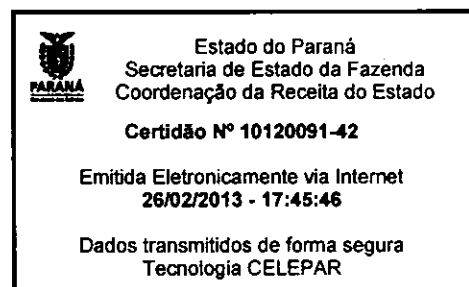 Estado do Paraná
Secretaria de Estado da Fazenda
PARANÁ
Coordenação da Receita do Estado
Certidão Nº 10120091-42
Emitida Eletronicamente via Internet
26/02/2013 - 17:45:46
Dados transmitidos de forma segura
Tecnologia CELEPAR